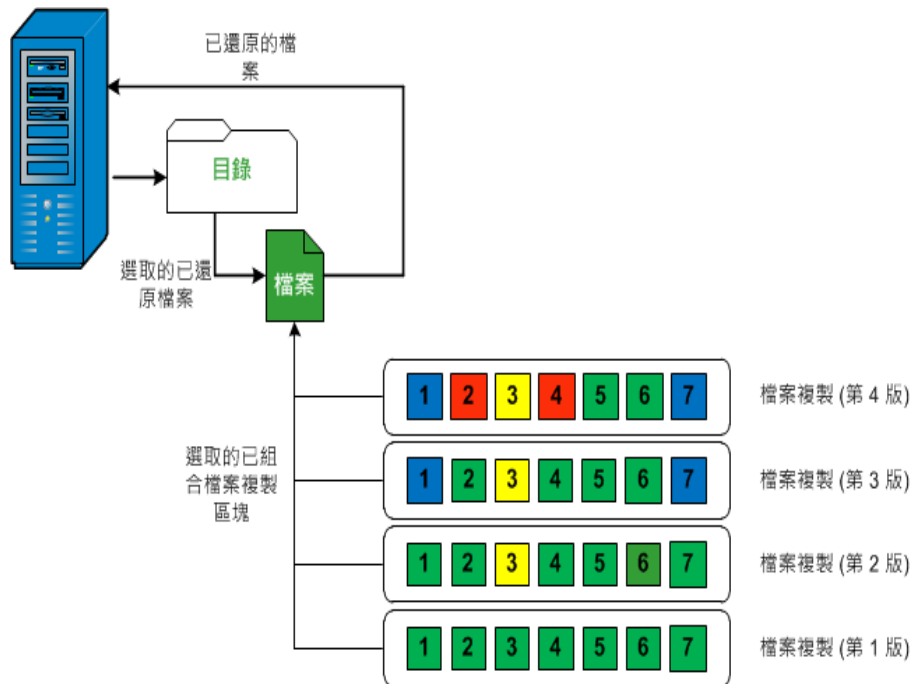 已還原的檔
案
目錄
選取的已還
原檔案
檔案
1 2 3 4 5 6 7 檔案複製 (第 4 版)
選取的已組
合檔案複製
區塊
1 2 3 4 5 6 7 檔案複製 (第 3 版)
1 2 3 4 5 6 7 檔案複製 (第 2 版)
1 2 3 4 5 6 7 檔案複製 (第 1 版)